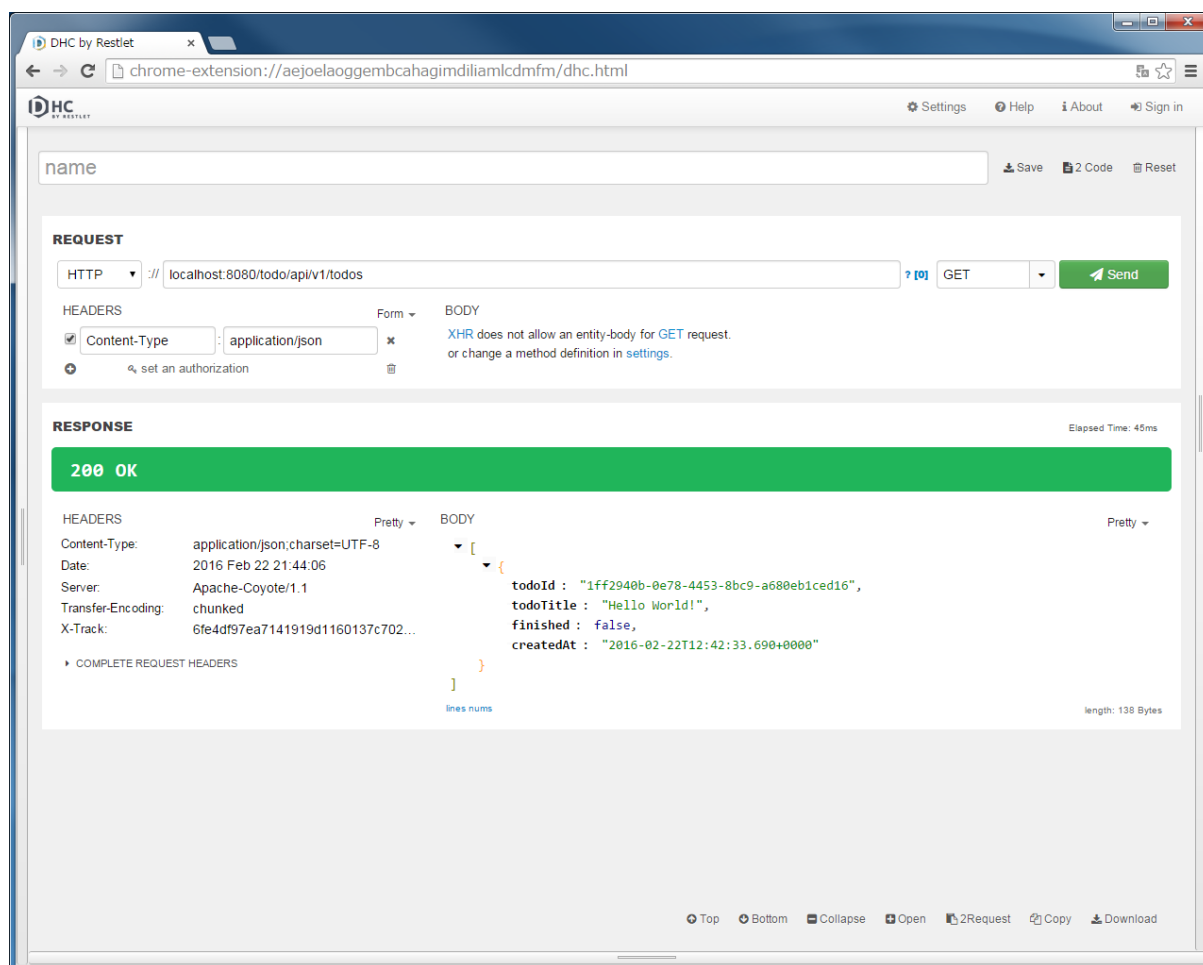 DHC by Restlet
chrome-extension://aejoelaoggembcahagimdiliamlcdmfm/dhc.html
DHC BY RESTLET Settings Help About Sign in
name Save 2 Code Reset
REQUEST
HTTP :// localhost:8080/todo/api/v1/todos ? [0] GET Send
HEADERS Form BODY
Content-Type : application/json XHR does not allow an entity-body for GET request.
or change a method definition in settings.
set an authorization
RESPONSE Elapsed Time: 45ms
200 OK
HEADERS Pretty BODY Pretty
Content-Type: application/json;charset=UTF-8 [
Date: 2016 Feb 22 21:44:06 {
Server: Apache-Coyote/1.1 todoId : "1ff2940b-0e78-4453-8bc9-a680eb1ced16",
Transfer-Encoding: chunked todoTitle : "Hello World!",
X-Track: 6fe4df97ea7141919d1160137c702... finished : false,
createdAt : "2016-02-22T12:42:33.690+0000"
COMPLETE REQUEST HEADERS }
]
lines nums length: 138 Bytes
Top Bottom Collapse Open 2Request Copy Download